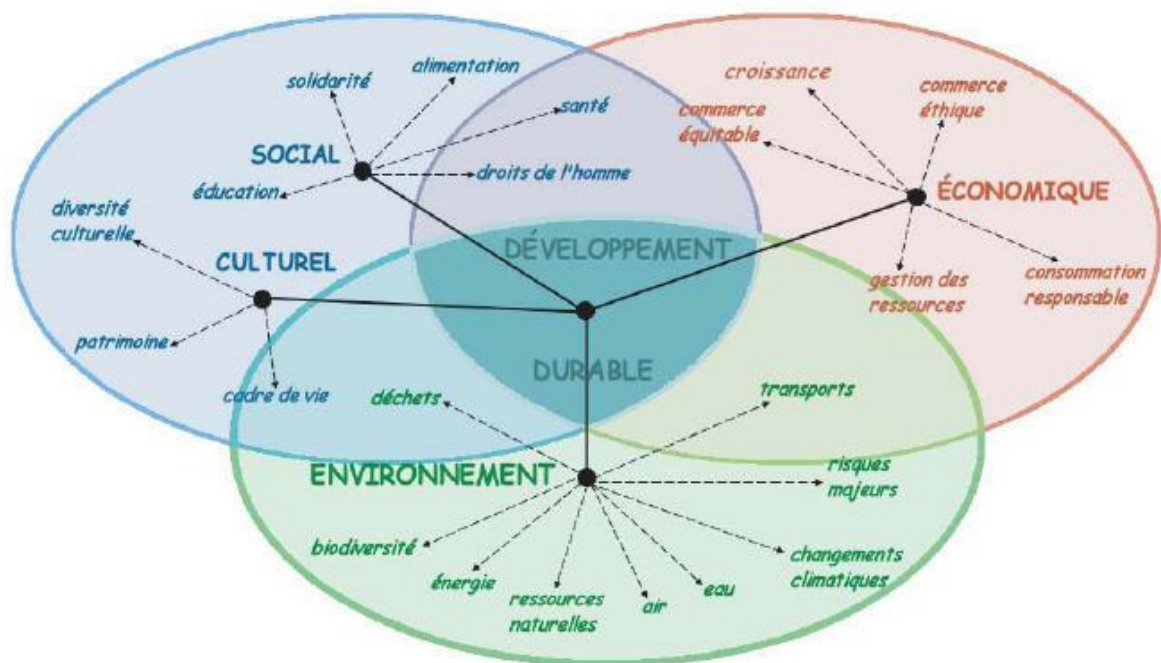 solidarité
alimentation
santé
SOCIAL
droits de l'homme
éducation
diversité
culturelle
CULTUREL
patrimoine
cadre de vie
croissance
commerce
éthique
commerce
équitable
ÉCONOMIQUE
gestion des
ressources
consommation
responsable
DÉVELOPPEMENT
DURABLE
déchets
transports
ENVIRONNEMENT
risques
majeurs
biodiversité
énergie
ressources
naturelles
air
eau
changements
climatiques